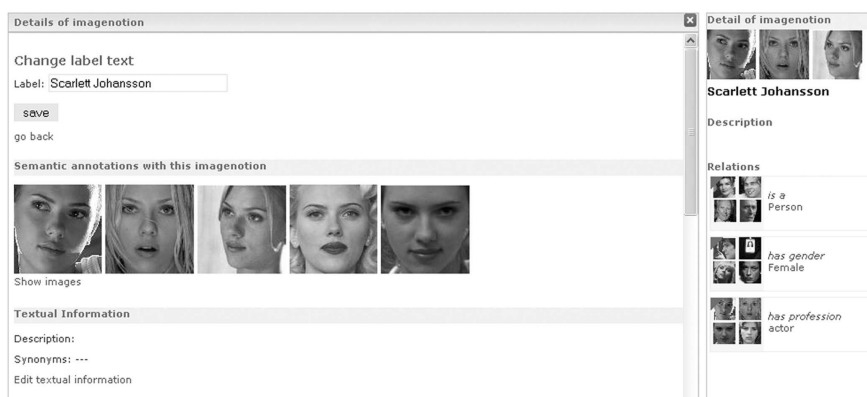 Details of imagenotion
Change label text
Label: Scarlett Johansson
save
go back
Semantic annotations with this imagenotion
Show images
Textual Information
Description:
Synonyms: ---
Edit textual information
Detail of imagenotion
Scarlett Johansson
Description
Relations
is a
Person
has gender
Female
has profession
actor